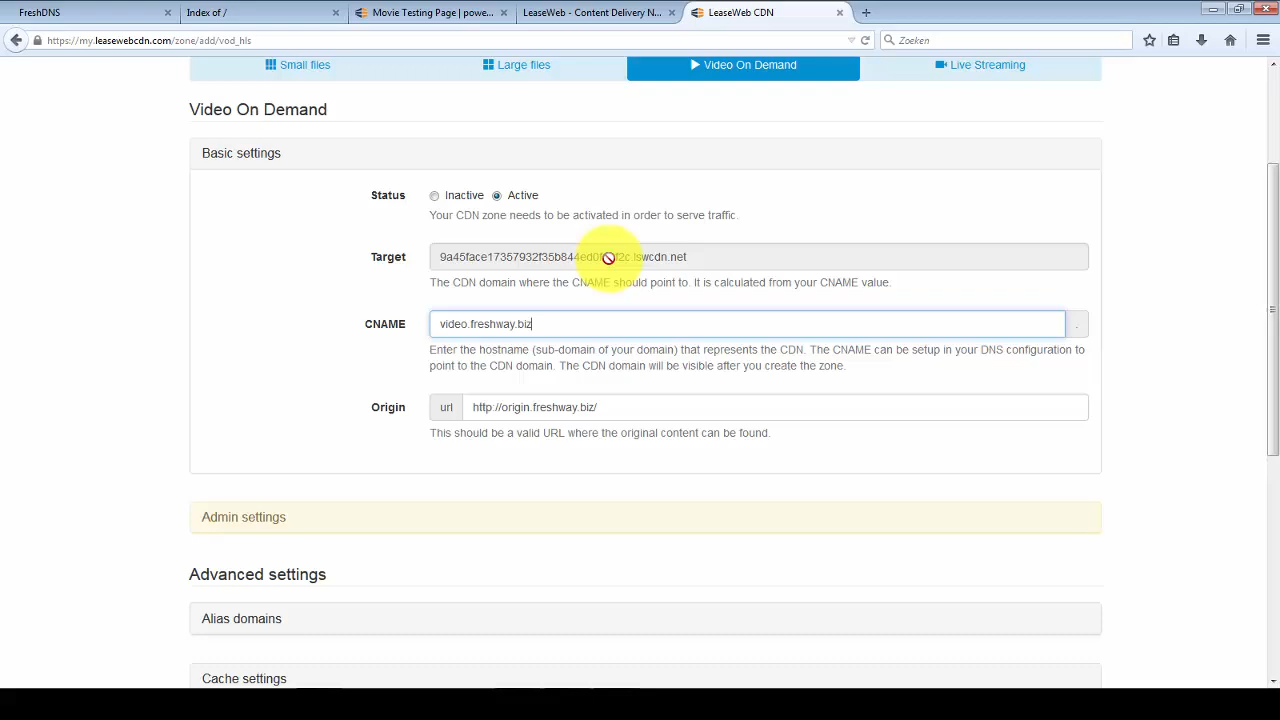 FreshDNS
Index of /
Movie Testing Page | powe...
LeaseWeb - Content Delivery N...
LeaseWeb CDN
https://my.leasewebcdn.com/zone/add/vod_hls
Zoeken
Small files
Large files
Video On Demand
Live Streaming
Video On Demand
Basic settings
Status
Inactive
Active
Your CDN zone needs to be activated in order to serve traffic.
Target
The CDN domain where the CNAME should point to. It is calculated from your CNAME value.
CNAME
video.freshway.biz
.
Enter the hostname (sub-domain of your domain) that represents the CDN. The CNAME can be setup in your DNS configuration to
point to the CDN domain. The CDN domain will be visible after you create the zone.
Origin
url
http://origin.freshway.biz/
This should be a valid URL where the original content can be found.
Admin settings
Advanced settings
Alias domains
Cache settings